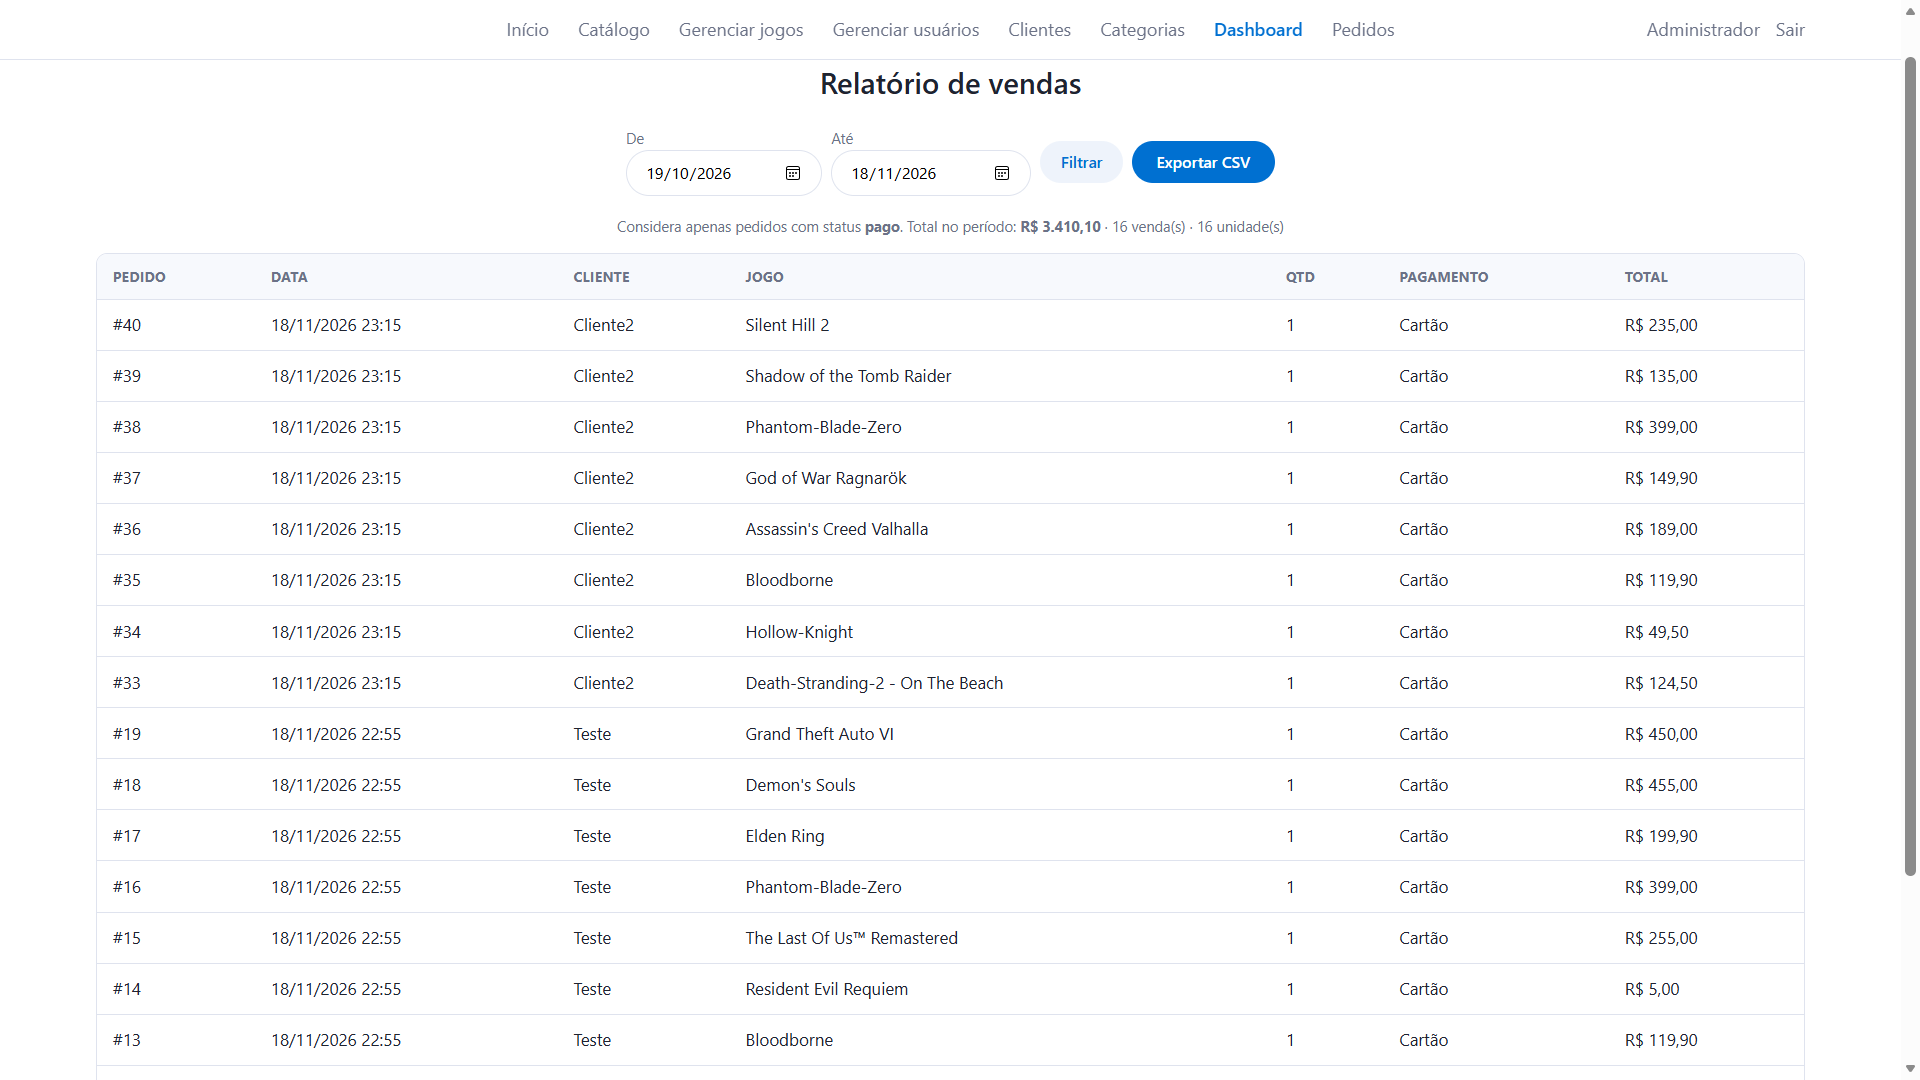 Início Catálogo Gerenciar jogos Gerenciar usuários Clientes Categorias Dashboard Pedidos Administrador Sair
Relatório de vendas
De Até
19/10/2026 18/11/2026 Filtrar Exportar CSV
Considera apenas pedidos com status pago. Total no período: R$ 3.410,10 · 16 venda(s) · 16 unidade(s)
PEDIDO DATA CLIENTE JOGO QTD PAGAMENTO TOTAL
#40 18/11/2026 23:15 Cliente2 Silent Hill 2 1 Cartão R$ 235,00
#39 18/11/2026 23:15 Cliente2 Shadow of the Tomb Raider 1 Cartão R$ 135,00
#38 18/11/2026 23:15 Cliente2 Phantom-Blade-Zero 1 Cartão R$ 399,00
#37 18/11/2026 23:15 Cliente2 God of War Ragnarök 1 Cartão R$ 149,90
#36 18/11/2026 23:15 Cliente2 Assassin's Creed Valhalla 1 Cartão R$ 189,00
#35 18/11/2026 23:15 Cliente2 Bloodborne 1 Cartão R$ 119,90
#34 18/11/2026 23:15 Cliente2 Hollow-Knight 1 Cartão R$ 49,50
#33 18/11/2026 23:15 Cliente2 Death-Stranding-2 - On The Beach 1 Cartão R$ 124,50
#19 18/11/2026 22:55 Teste Grand Theft Auto VI 1 Cartão R$ 450,00
#18 18/11/2026 22:55 Teste Demon's Souls 1 Cartão R$ 455,00
#17 18/11/2026 22:55 Teste Elden Ring 1 Cartão R$ 199,90
#16 18/11/2026 22:55 Teste Phantom-Blade-Zero 1 Cartão R$ 399,00
#15 18/11/2026 22:55 Teste The Last Of Us™ Remastered 1 Cartão R$ 255,00
#14 18/11/2026 22:55 Teste Resident Evil Requiem 1 Cartão R$ 5,00
#13 18/11/2026 22:55 Teste Bloodborne 1 Cartão R$ 119,90